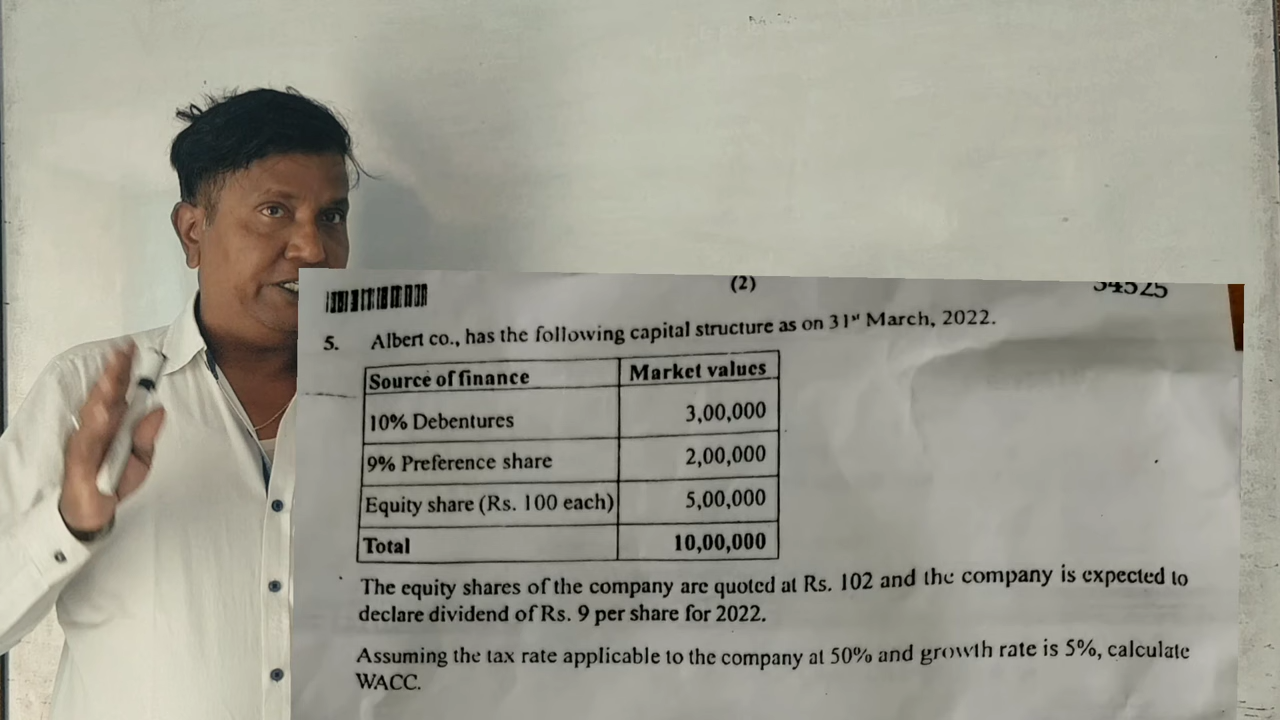 (2)
54525
5. Albert co., has the following capital structure as on 31st March, 2022.
Source of finance Market values
10% Debentures 3,00,000
9% Preference share 2,00,000
Equity share (Rs. 100 each) 5,00,000
Total 10,00,000
The equity shares of the company are quoted at Rs. 102 and the company is expected to
declare dividend of Rs. 9 per share for 2022.
Assuming the tax rate applicable to the company at 50% and growth rate is 5%, calculate
WACC.